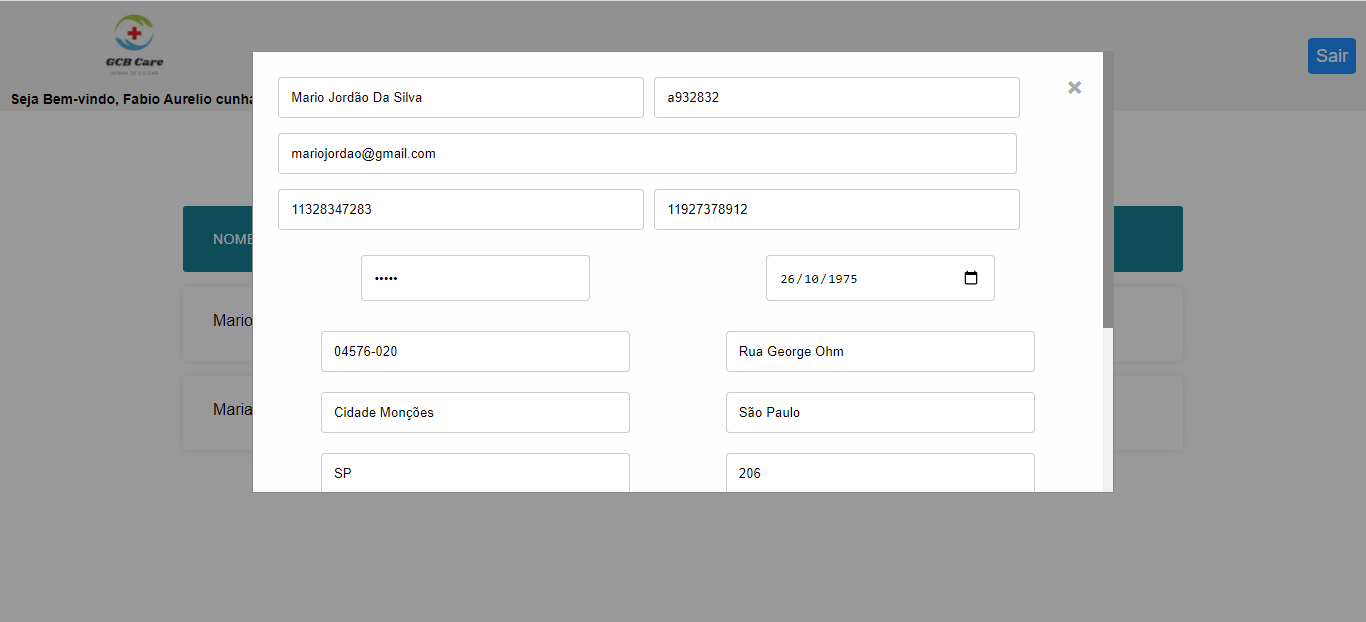 GCB Care
Sair
Seja Bem-vindo, Fabio Aurelio cunha
Mario Jordão Da Silva
a932832
mariojordao@gmail.com
11328347283
11927378912
•••••
26/10/1975
NOME
04576-020
Rua George Ohm
Mario
Cidade Monções
São Paulo
Maria
SP
206